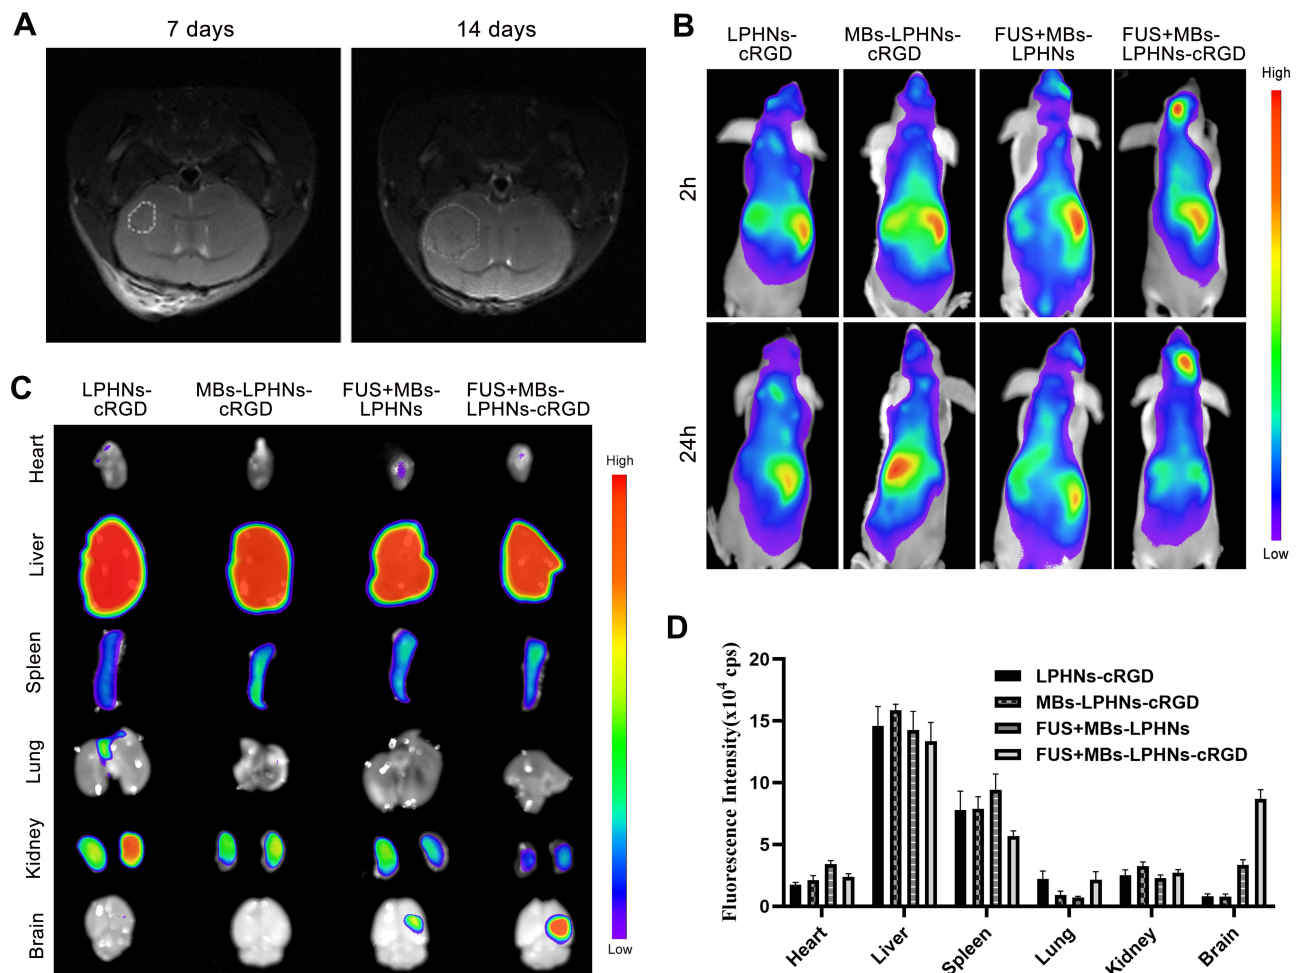 A
7 days
14 days
B
LPHNs-
cRGD
MBs-LPHNs-
cRGD
FUS+MBs-
LPHNs
FUS+MBs-
LPHNs-cRGD
2h
24h
High
Low
C
LPHNs-
cRGD
MBs-LPHNs-
cRGD
FUS+MBs-
LPHNs
FUS+MBs-
LPHNs-cRGD
Heart
Liver
Spleen
Lung
Kidney
Brain
High
Low
D
Fluorescence Intensity(x10⁴ cps)
20
15
10
5
0
LPHNs-cRGD
MBs-LPHNs-cRGD
FUS+MBs-LPHNs
FUS+MBs-LPHNs-cRGD
Heart
Liver
Spleen
Lung
Kidney
Brain